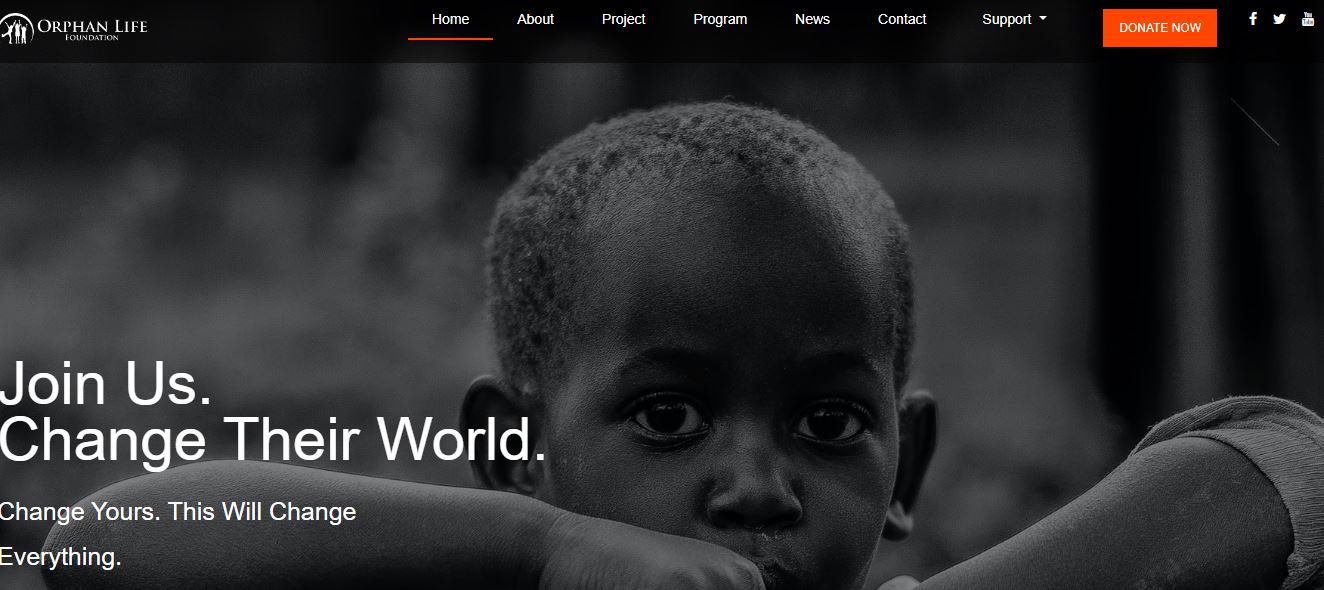 ORPHAN LIFE
FOUNDATION
Home About Project Program News Contact Support DONATE NOW
Join Us.
Change Their World.
Change Yours. This Will Change
Everything.